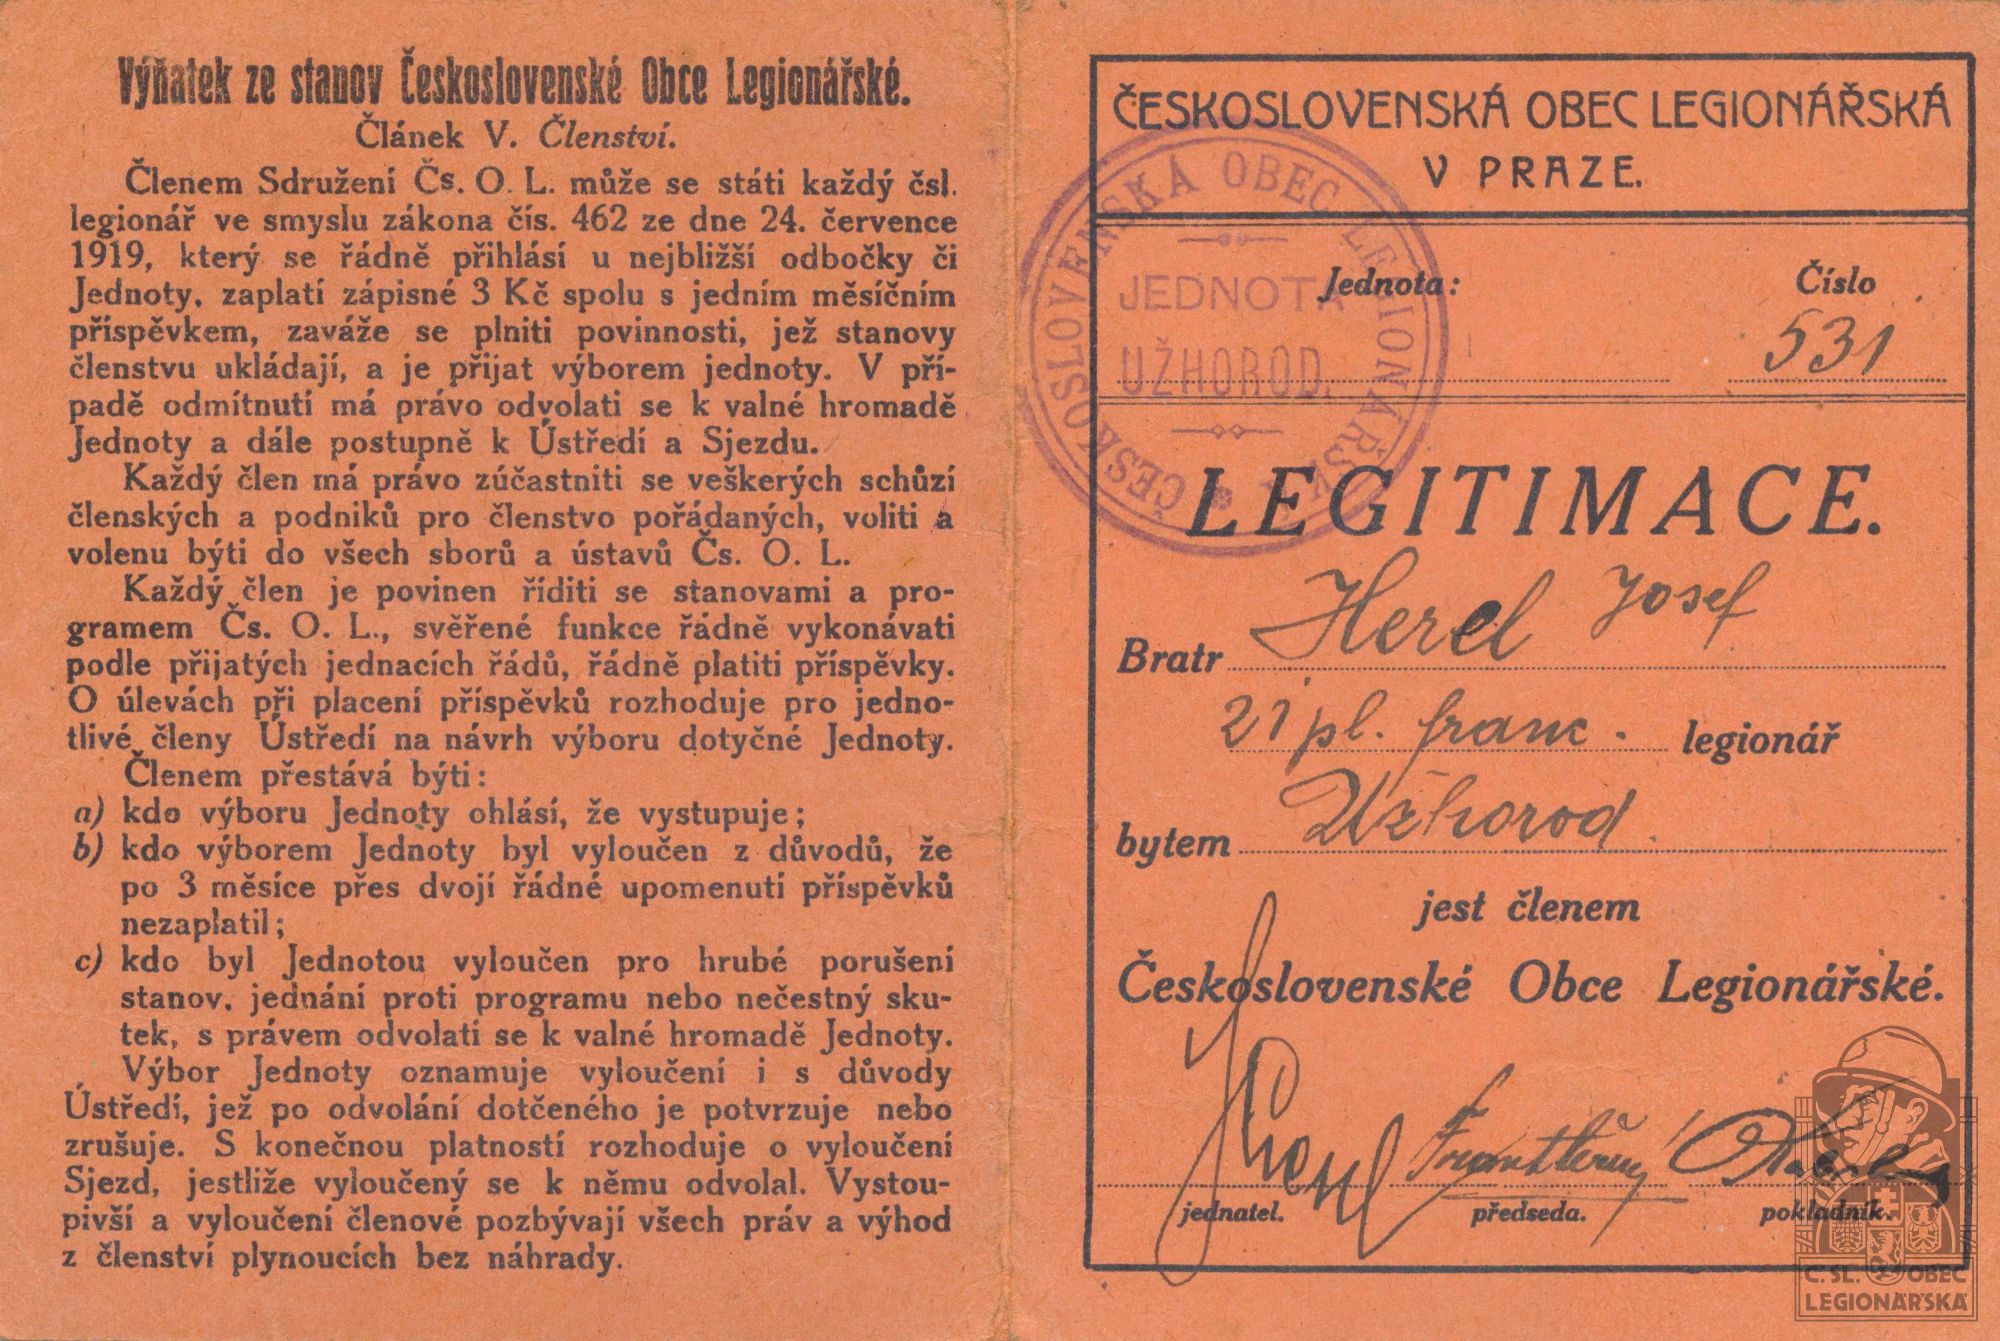 Výňatek ze stanov Československé Obce Legionářské.
Článek V. Členství.
Členem Sdružení Čs. O. L. může se státi každý čsl.
legionář ve smyslu zákona čís. 462 ze dne 24. července
1919, který se řádně přihlásí u nejbližší odbočky či
Jednoty, zaplatí zápisné 3 Kč spolu s jedním měsíčním
příspěvkem, zaváže se plniti povinnosti, jež stanovy
členstvu ukládají, a je přijat výborem jednoty. V pří-
padě odmítnutí má právo odvolati se k valné hromadě
Jednoty a dále postupně k Ústředí a Sjezdu.
Každý člen má právo zúčastniti se veškerých schůzí
členských a podniků pro členstvo pořádaných, voliti a
volenu býti do všech sborů a ústavů Čs. O. L.
Každý člen je povinen říditi se stanovami a pro-
gramem Čs. O. L., svěřené funkce řádně vykonávati
podle přijatých jednacích řádů, řádně platiti příspěvky.
O úlevách při placení příspěvků rozhoduje pro jedno-
tlivé členy Ústředí na návrh výboru dotyčné Jednoty.
Členem přestává býti:
a) kdo výboru Jednoty ohlásí, že vystupuje;
b) kdo výborem Jednoty byl vyloučen z důvodů, že
po 3 měsíce přes dvojí řádné upomenutí příspěvků
nezaplatil;
c) kdo byl Jednotou vyloučen pro hrubé porušení
stanov, jednání proti programu nebo nečestný sku-
tek, s právem odvolati se k valné hromadě Jednoty.
Výbor Jednoty oznamuje vyloučení i s důvody
Ústředí, jež po odvolání dotčeného je potvrzuje nebo
zrušuje. S konečnou platností rozhoduje o vyloučení
Sjezd, jestliže vyloučený se k němu odvolal. Vystou-
pivší a vyloučení členové pozbývají všech práv a výhod
z členství plynoucích bez náhrady.
ČESKOSLOVENSKÁ OBEC LEGIONÁŘSKÁ
V PRAZE.
Jednota:
Číslo
531
ČESKOSLOVENSKÁ OBEC LEGIONÁŘSKÁ
JEDNOTA
UŽHOROD.
LEGITIMACE.
Bratr Herel Josef
21 pl. franc. legionář
bytem Užhorod
jest členem
Československé Obce Legionářské.
jednatel. předseda. pokladník.
Č. SL. OBEC
LEGIONÁŘSKÁ